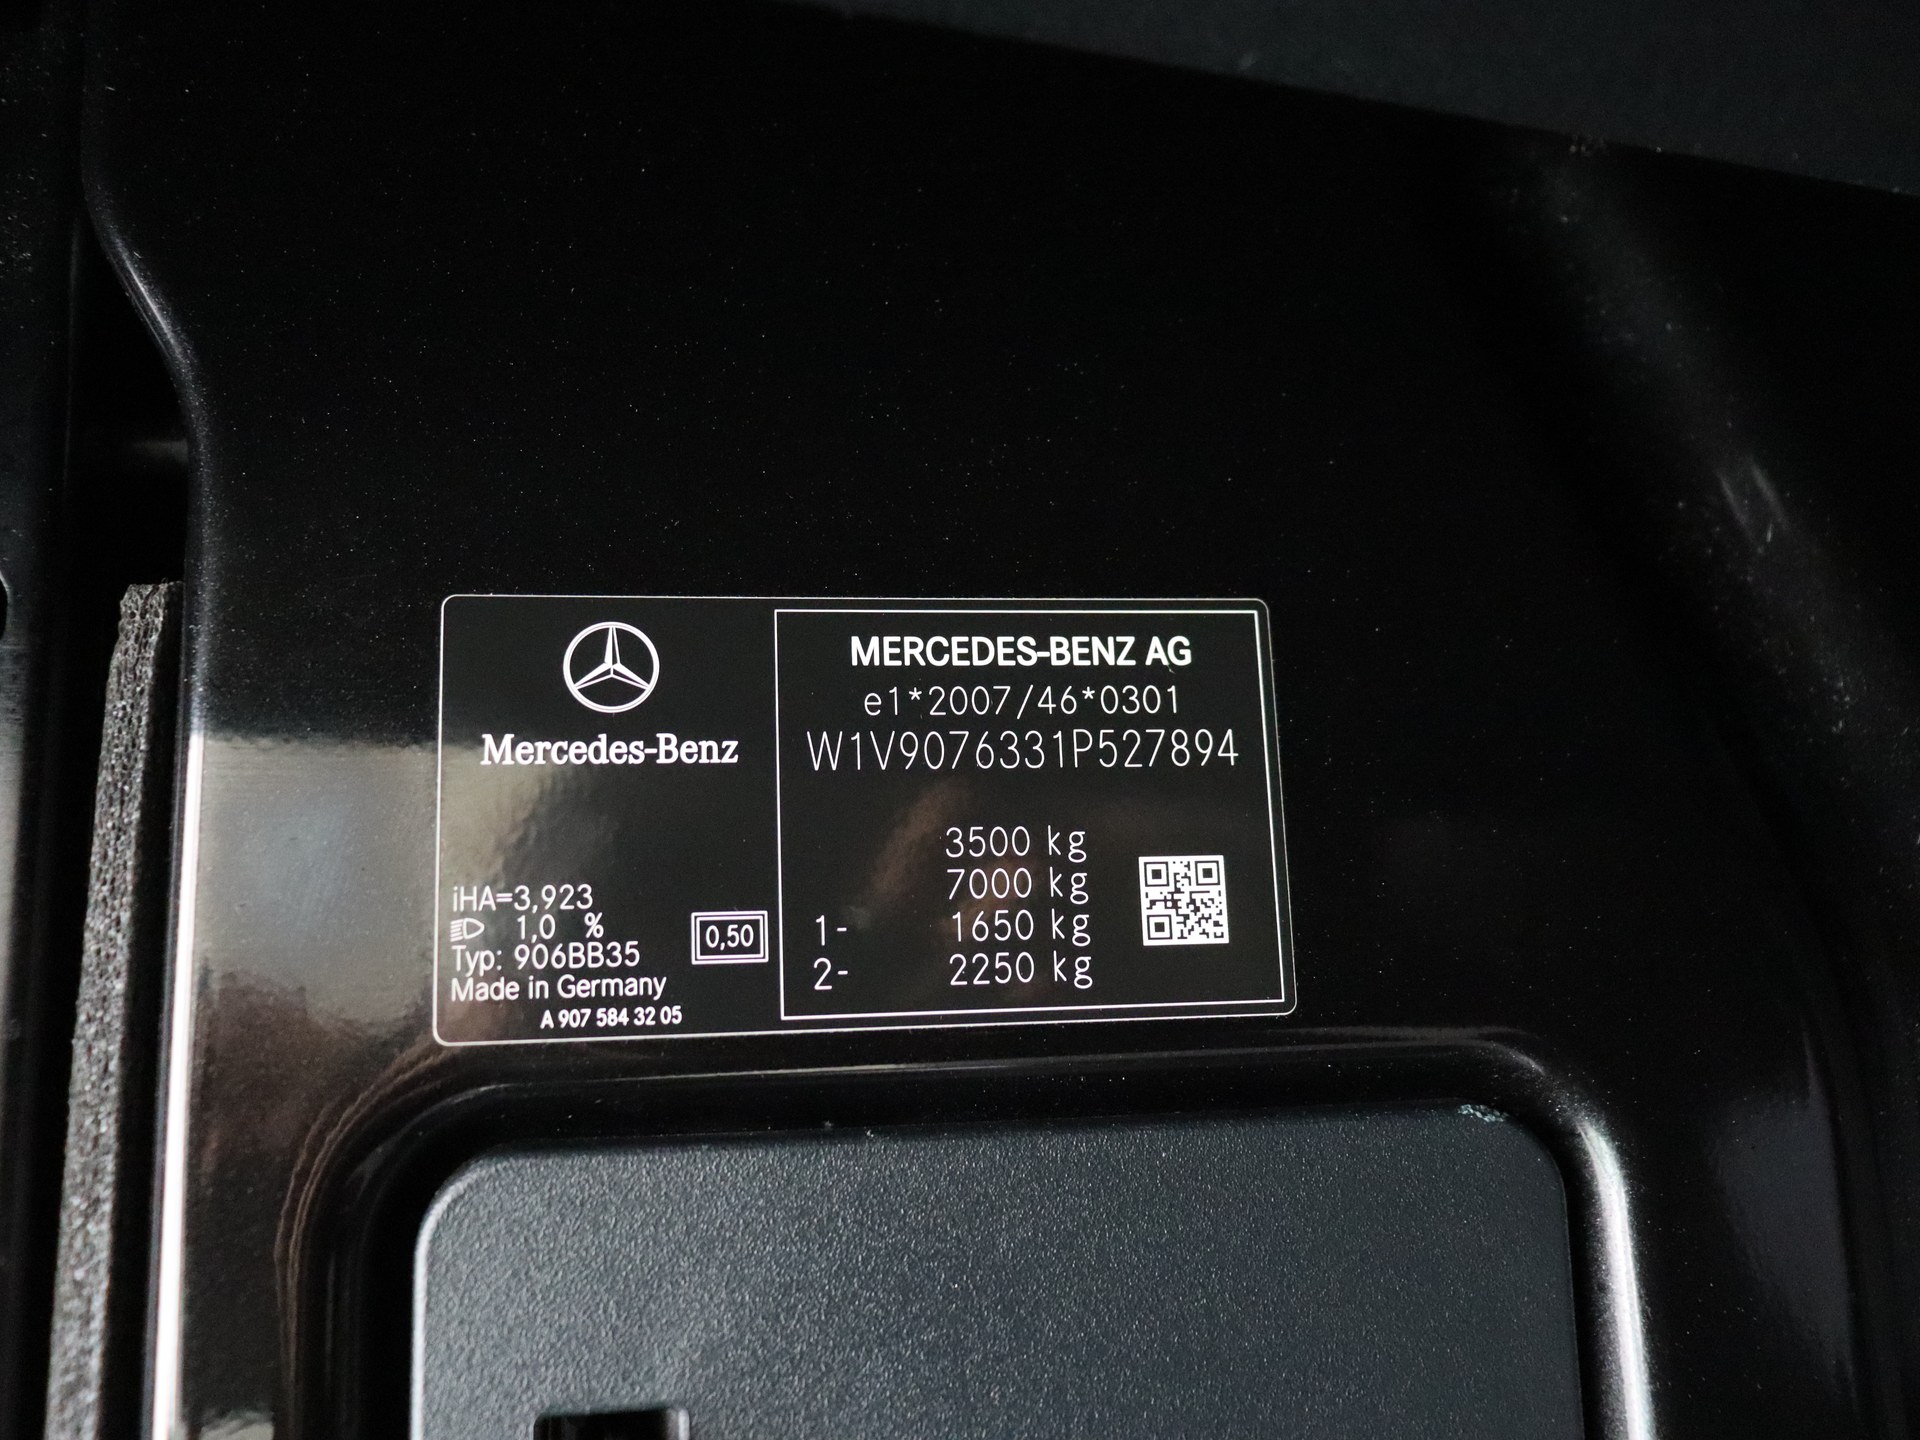 Mercedes-Benz
iHA=3,923
1,0 %
Typ: 906BB35
Made in Germany
A 907 584 32 05
0,50
MERCEDES-BENZ AG
e1*2007/46*0301
W1V9076331P527894
3500 kg
7000 kg
1- 1650 kg
2- 2250 kg